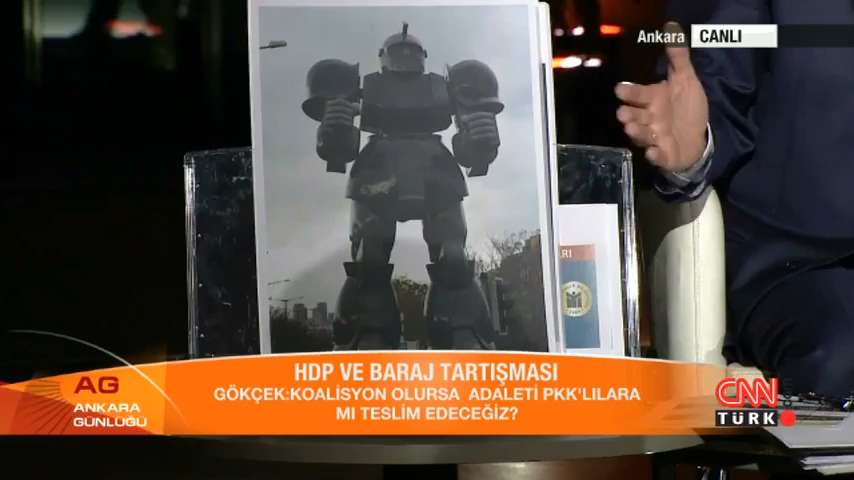 Ankara CANLI
ARI
HDP VE BARAJ TARTIŞMASI
GÖKÇEK:KOALİSYON OLURSA ADALETİ PKK'LILARA
MI TESLİM EDECEĞİZ?
AG
ANKARA
GÜNLÜĞÜ
CNN
TÜRK